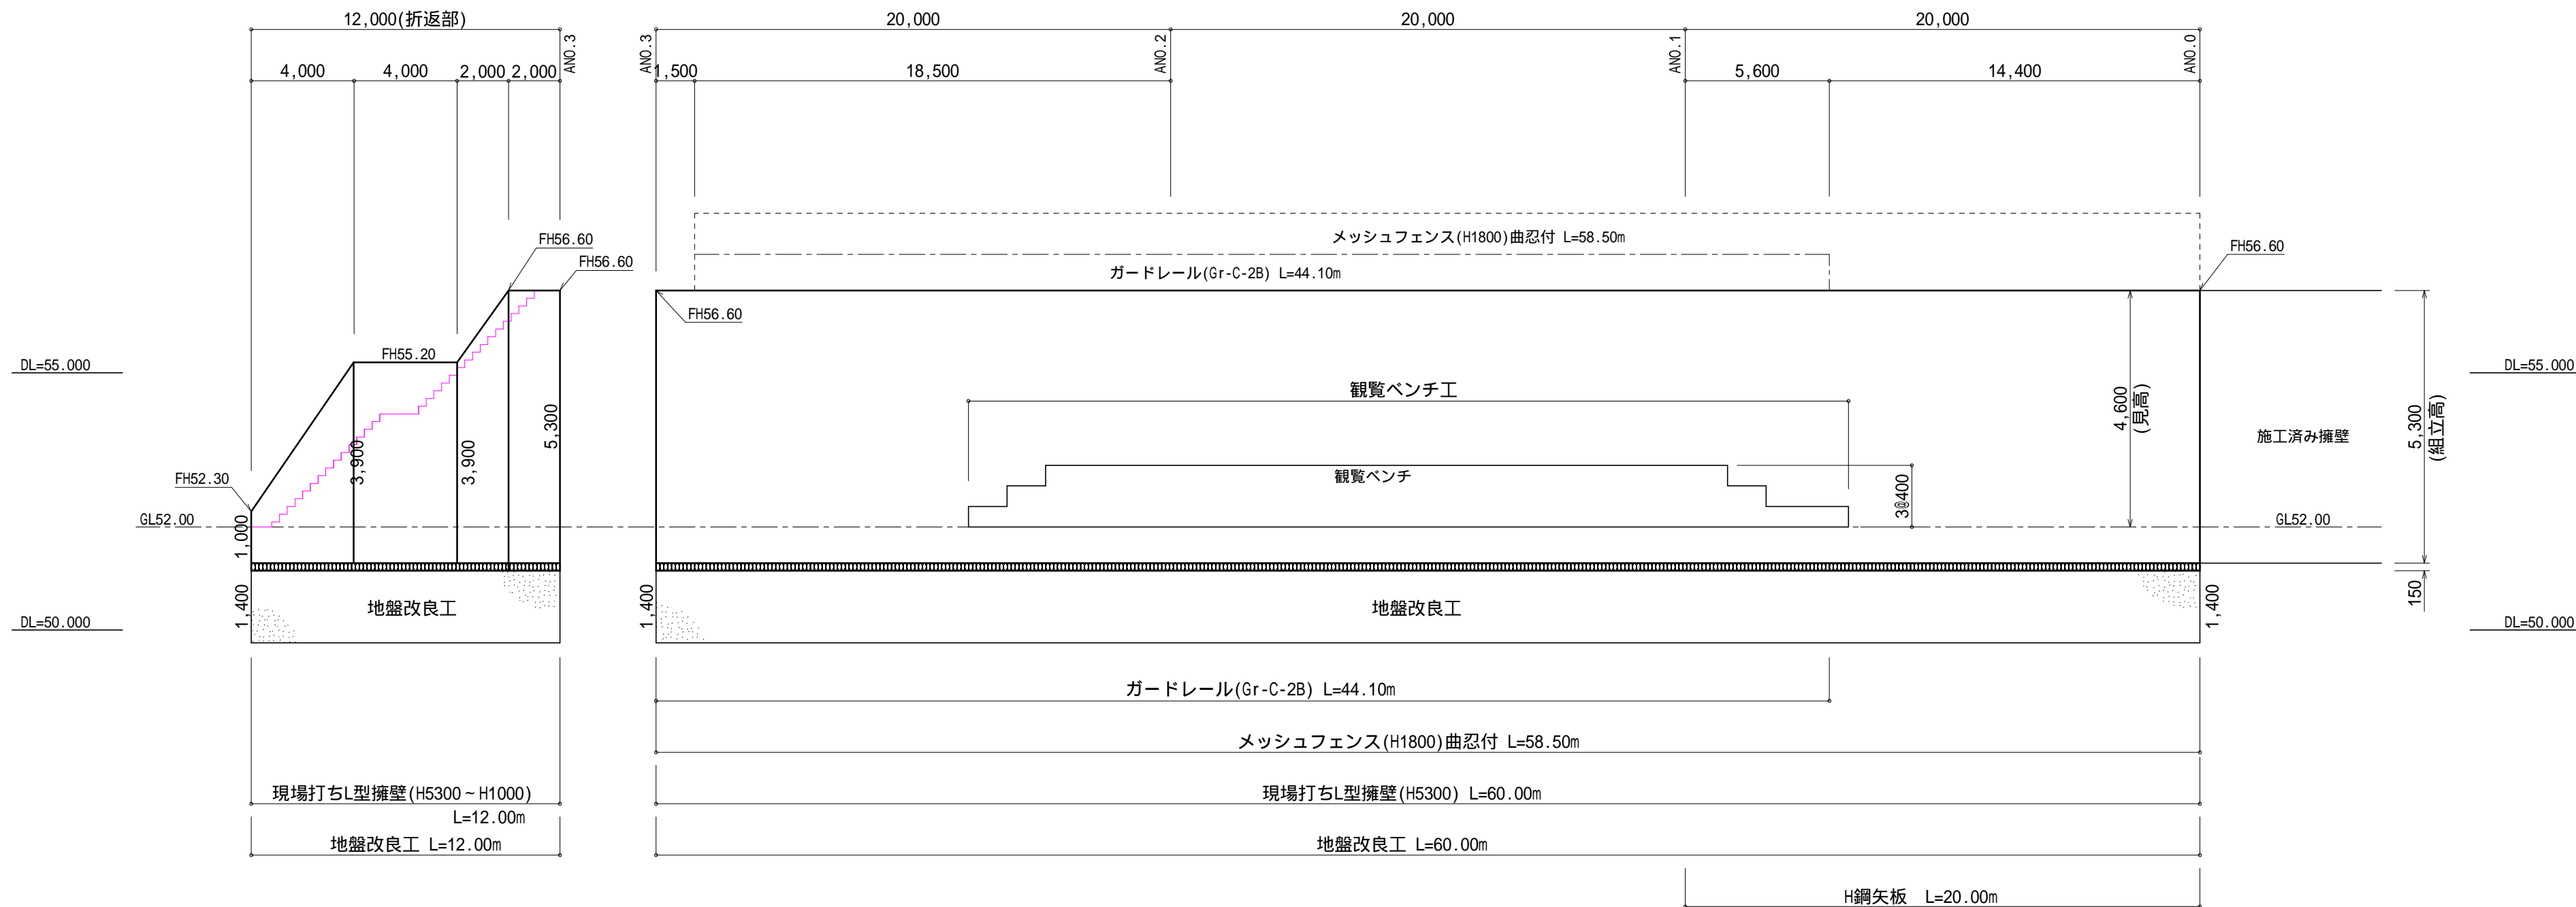 12,000(折返部)
20,000
20,000
20,000
ANO.3
ANO.3
ANO.2
ANO.1
ANO.0
4,000
4,000
2,000
2,000
1,500
18,500
5,600
14,400
メッシュフェンス(H1800)曲忍付 L=58.50m
FH56.60
FH56.60
FH56.60
ガードレール(Gr-C-2B) L=44.10m
FH56.60
FH55.20
DL=55.000
DL=55.000
観覧ベンチ工
4,600
(見高)
5,300
(組立高)
施工済み擁壁
5,300
3,900
3,900
観覧ベンチ
FH52.30
3@400
GL52.00
GL52.00
1,000
1,400
地盤改良工
1,400
地盤改良工
1,400
150
DL=50.000
DL=50.000
ガードレール(Gr-C-2B) L=44.10m
メッシュフェンス(H1800)曲忍付 L=58.50m
現場打ちL型擁壁(H5300~H1000)
L=12.00m
現場打ちL型擁壁(H5300) L=60.00m
地盤改良工 L=12.00m
地盤改良工 L=60.00m
H鋼矢板 L=20.00m